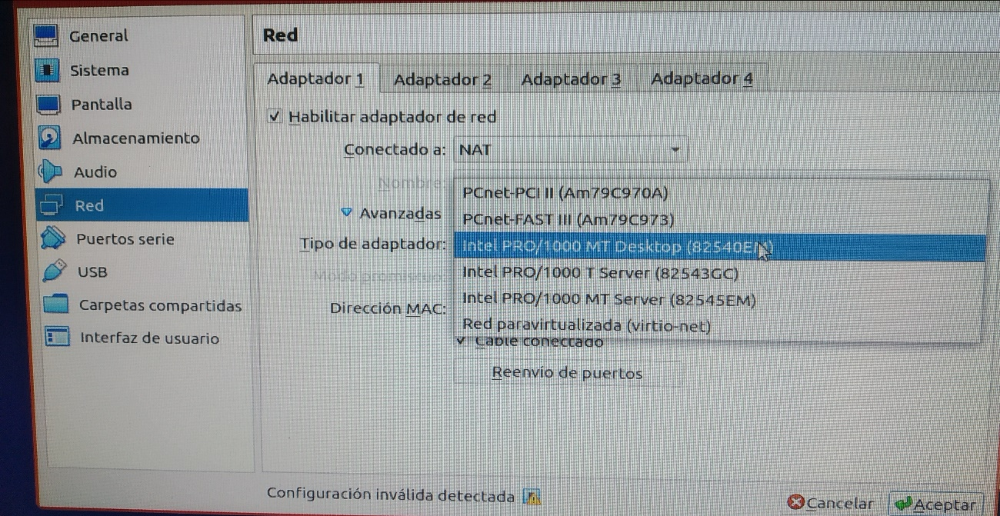 General
Sistema
Pantalla
Almacenamiento
Audio
Red
Puertos serie
USB
Carpetas compartidas
Interfaz de usuario
Red
Adaptador 1
Adaptador 2
Adaptador 3
Adaptador 4
Habilitar adaptador de red
Conectado a: NAT
Nombre:
Avanzadas
Tipo de adaptador:
Dirección MAC:
PCnet-PCI II (Am79C970A)
PCnet-FAST III (Am79C973)
Intel PRO/1000 MT Desktop (82540EM)
Intel PRO/1000 T Server (82543GC)
Intel PRO/1000 MT Server (82545EM)
Red paravirtualizada (virtio-net)
Cable conectado
Reenvío de puertos
Configuración inválida detectada
Cancelar
Aceptar